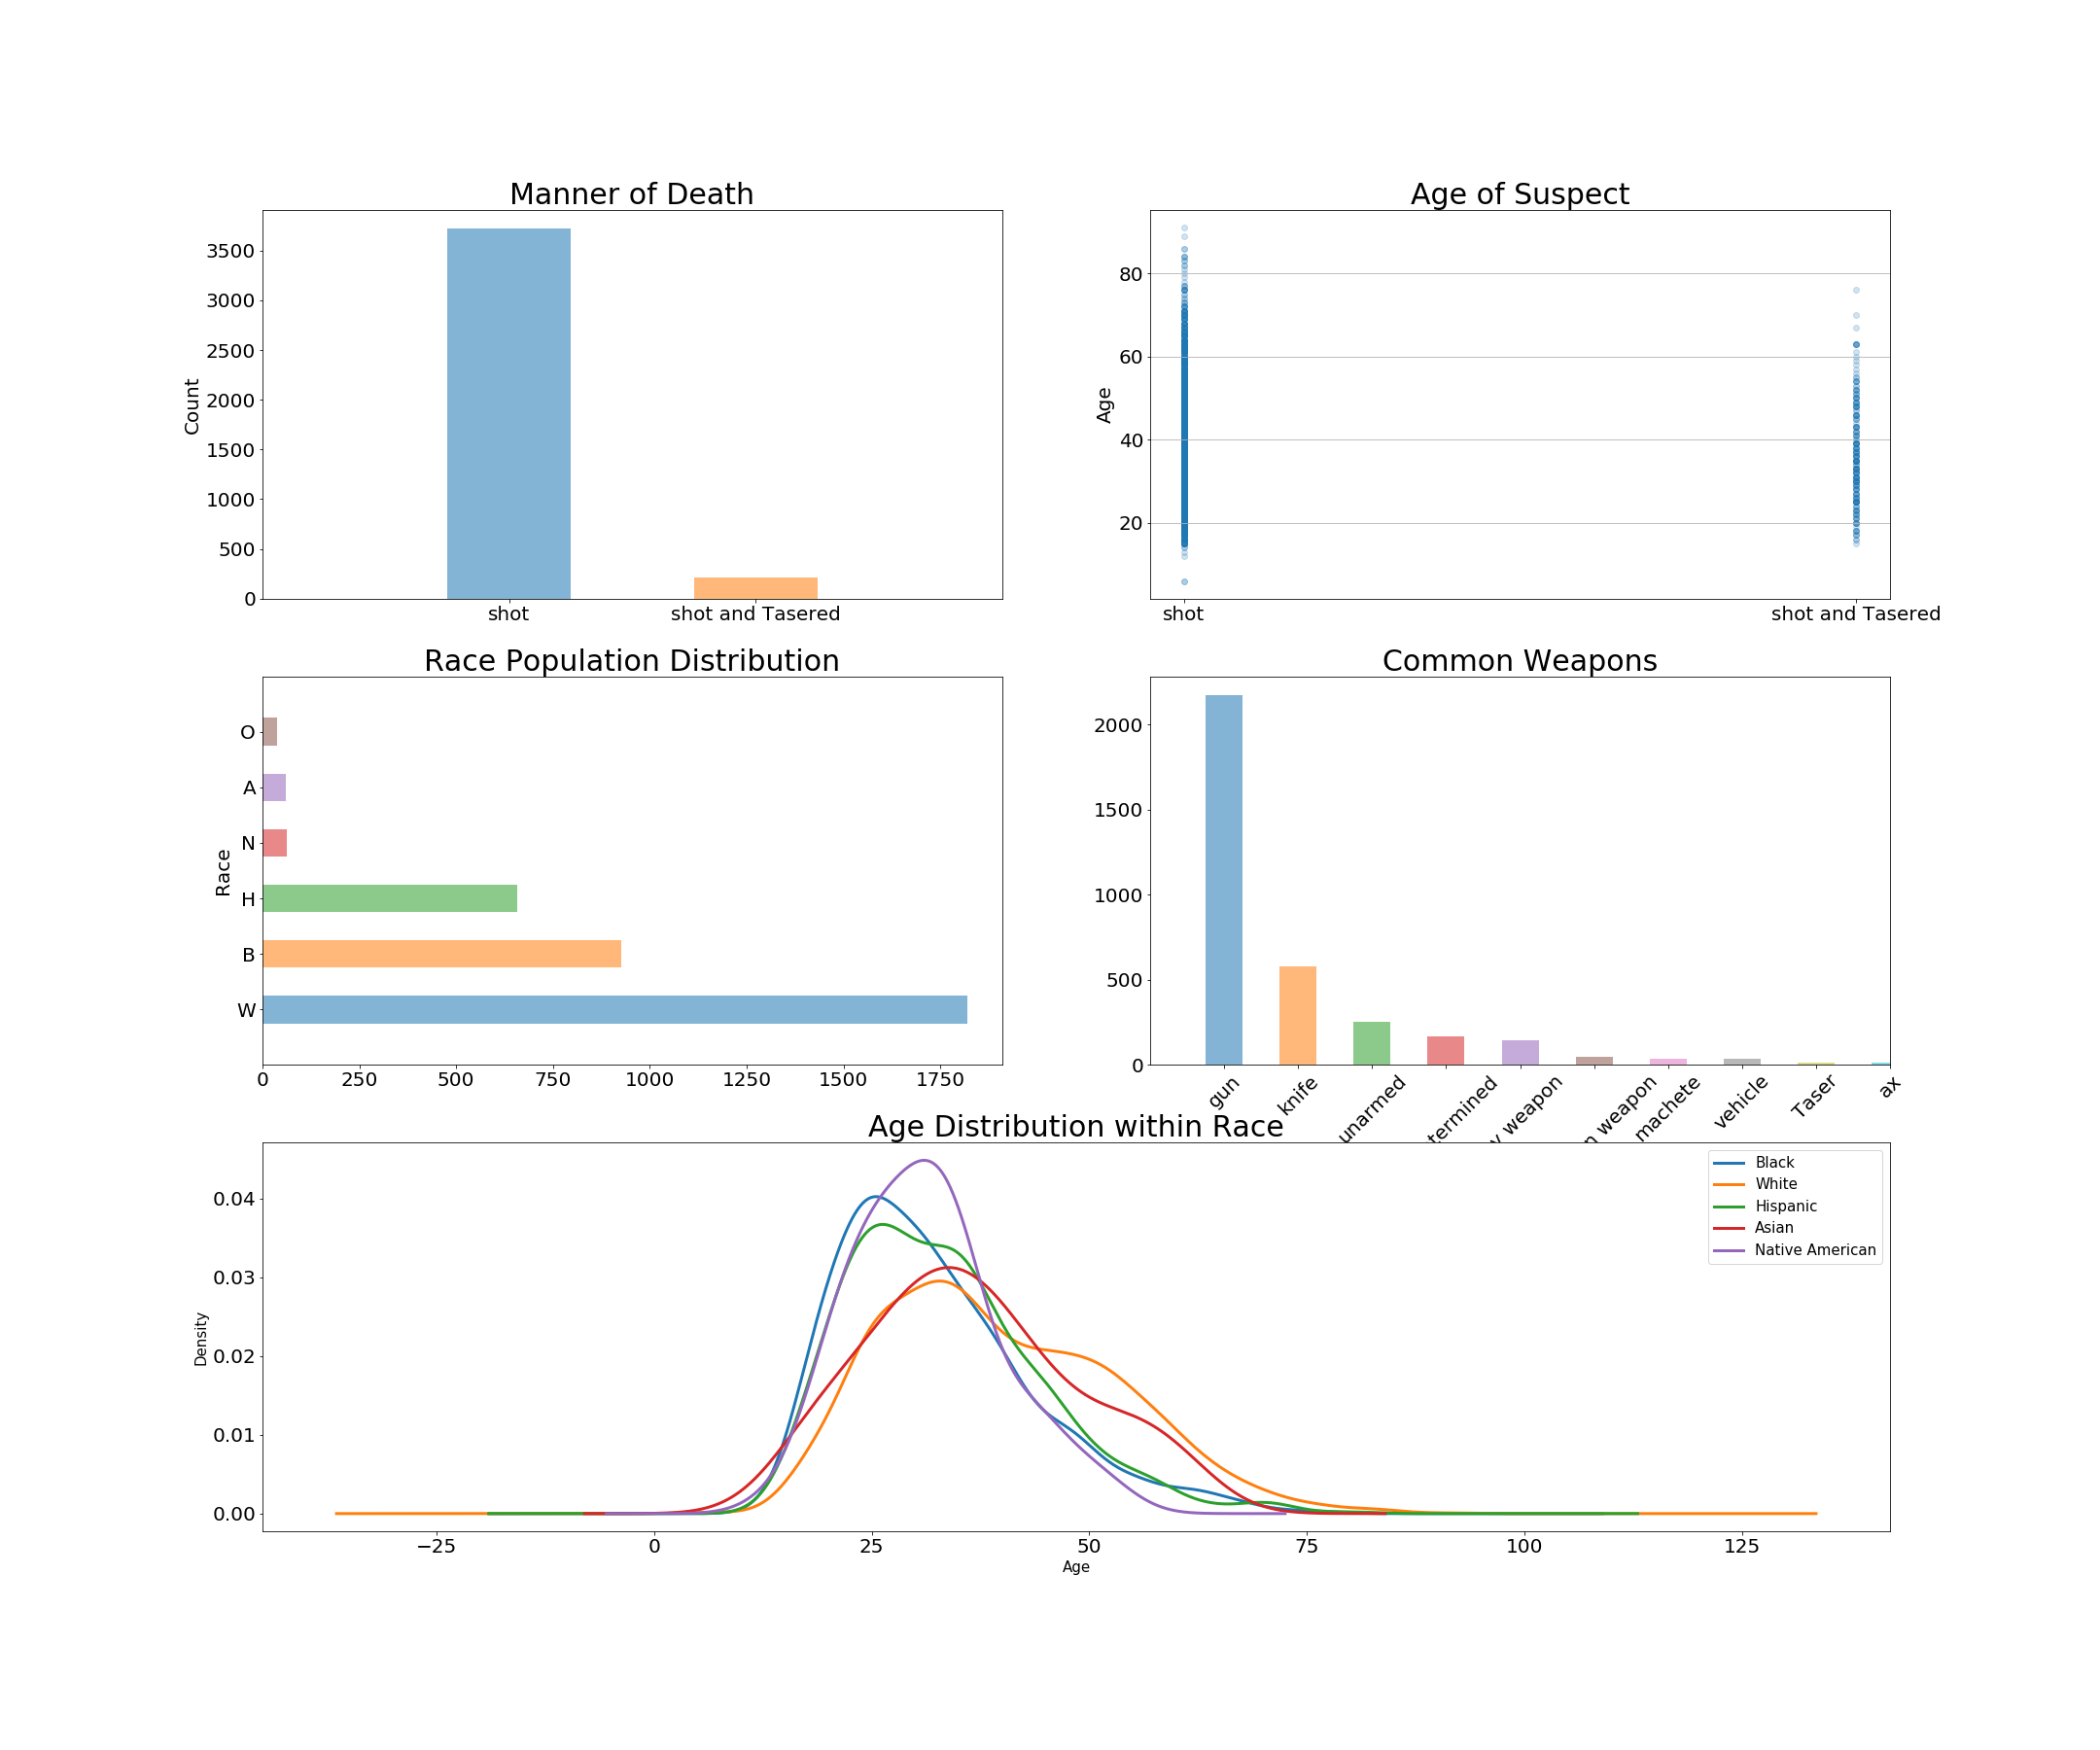 Manner of Death
Count
3500
3000
2500
2000
1500
1000
500
0
shot
shot and Tasered
Age of Suspect
Age
80
60
40
20
shot
shot and Tasered
Race Population Distribution
Race
O
A
N
H
B
W
0
250
500
750
1000
1250
1500
1750
Common Weapons
2000
1500
1000
500
0
gun
knife
unarmed
termined
y weapon
n weapon
machete
vehicle
Taser
ax
Age Distribution within Race
Density
0.04
0.03
0.02
0.01
0.00
−25
0
25
50
75
100
125
Age
Black
White
Hispanic
Asian
Native American